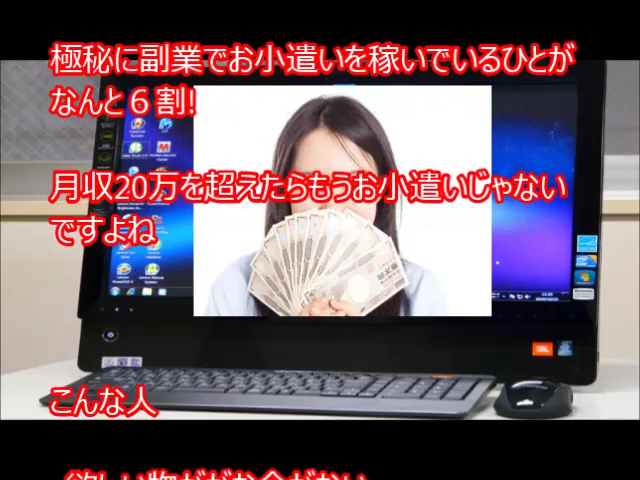 極秘に副業でお小遣いを稼いでいるひとが
なんと６割!
月収20万を超えたらもうお小遣いじゃない
ですよね
こんな人
JBL